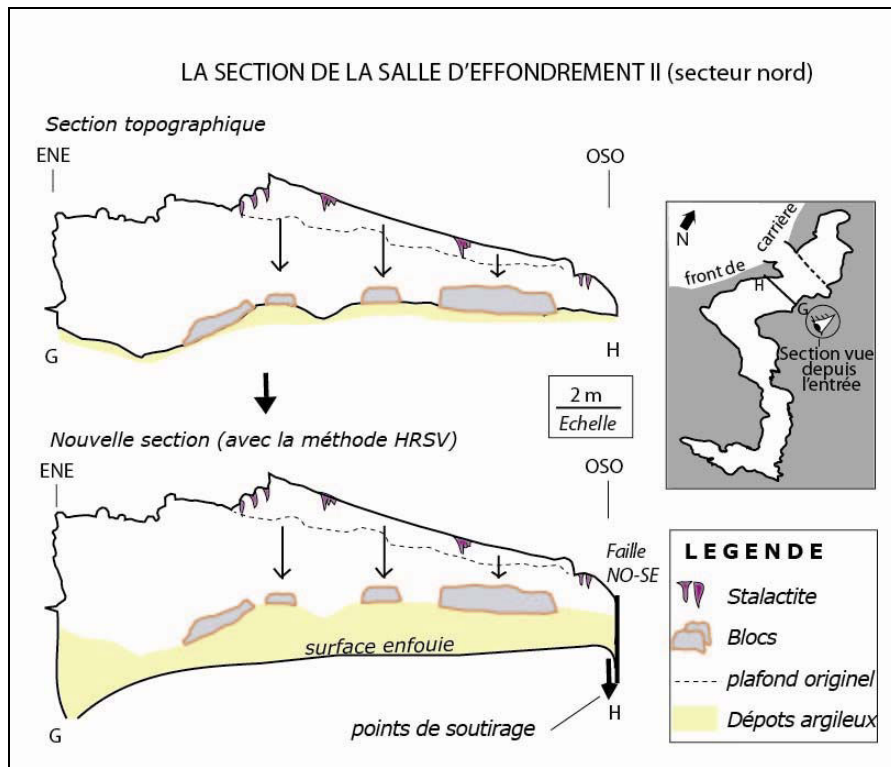 LA SECTION DE LA SALLE D'EFFONDREMENT II (secteur nord)
Section topographique
ENE
OSO
G
H
2 m
Echelle
Nouvelle section (avec la méthode HRSV)
ENE
OSO
Faille
NO-SE
surface enfouie
points de soutirage
G
H
N
carrière
front de
H
G
Section vue
depuis
l'entrée
LEGENDE
Stalactite
Blocs
plafond originel
Dépots argileux